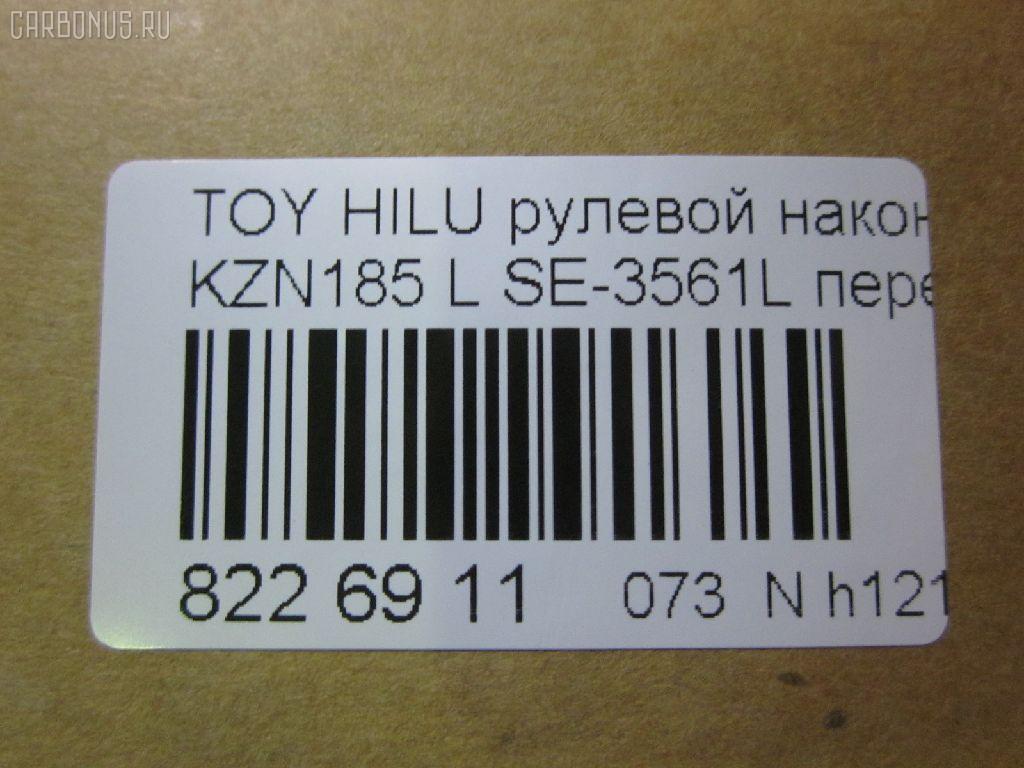 CARBONUS.RU
TOY HILU рулевой након
KZN185 L SE-3561L пере
822 69 11 073 N h121